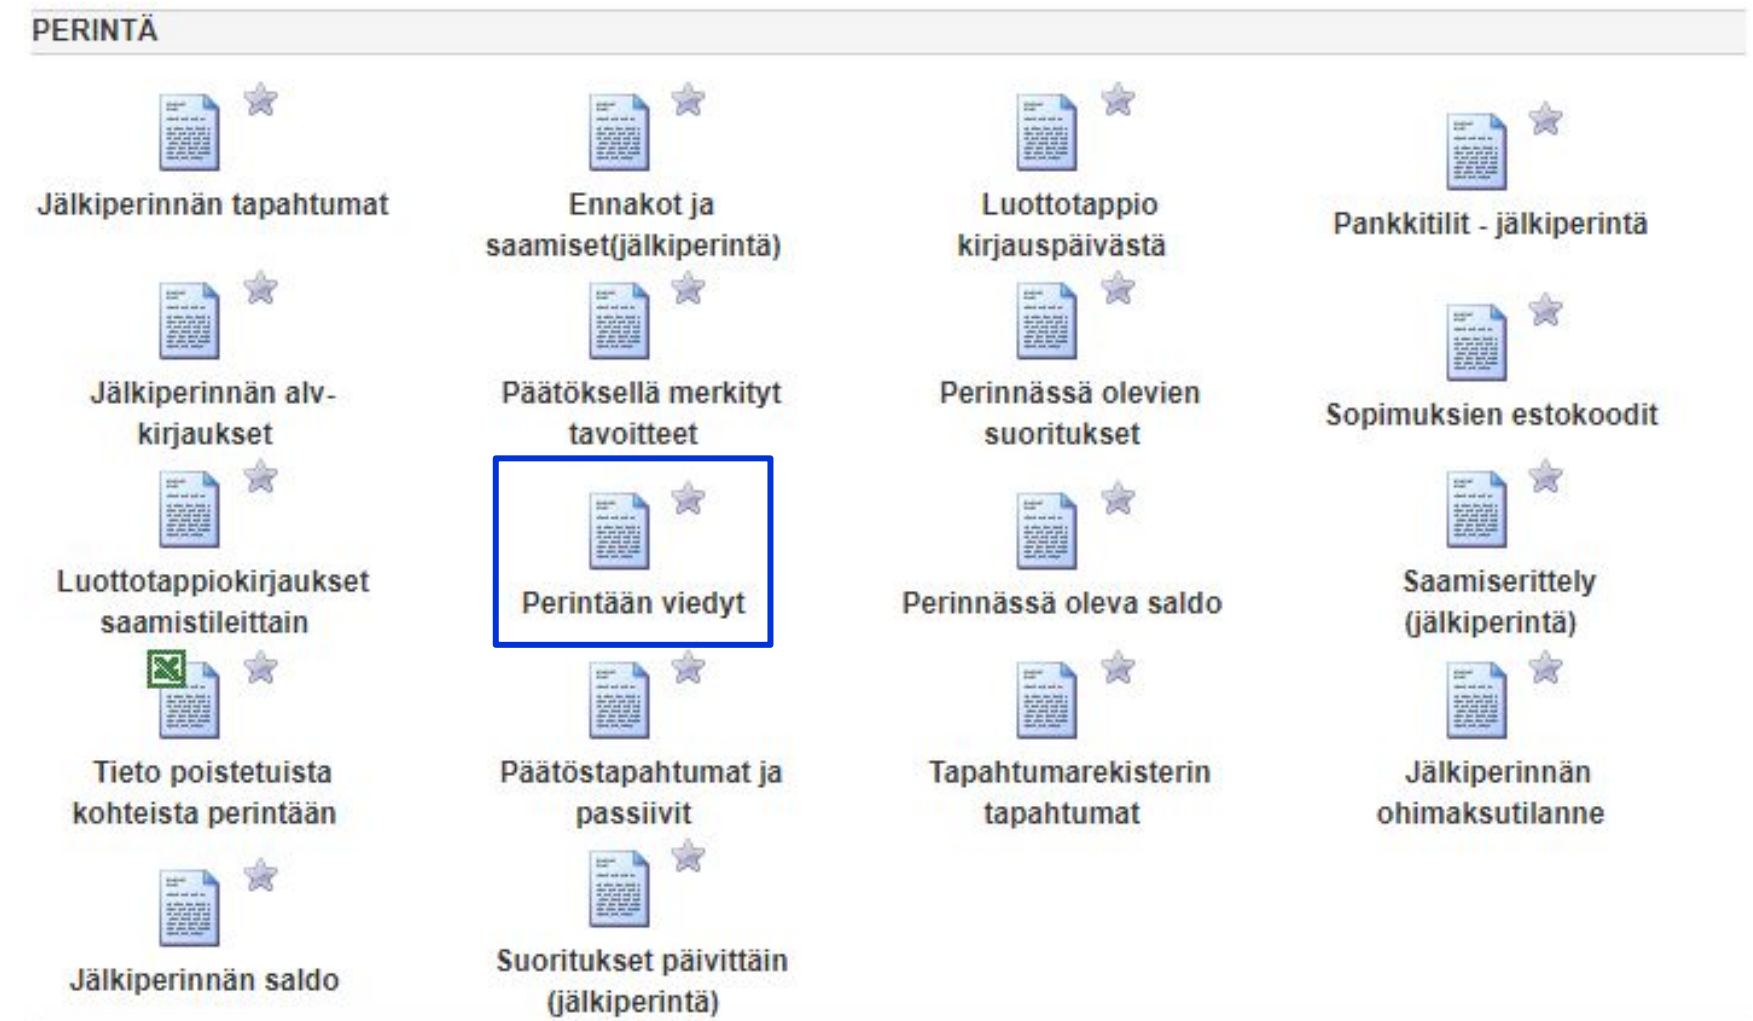 PERINTÄ
Jälkiperinnän tapahtumat
Ennakot ja
saamiset(jälkiperintä)
Luottotappio
kirjauspäivästä
Pankkitilit - jälkiperintä
Jälkiperinnän alv-
kirjaukset
Päätöksellä merkityt
tavoitteet
Perinnässä olevien
suoritukset
Sopimuksien estokoodit
Luottotappiokirjaukset
saamistileittain
Perintään viedyt
Perinnässä oleva saldo
Saamiserittely
(jälkiperintä)
Tieto poistetuista
kohteista perintään
Päätöstapahtumat ja
passiivit
Tapahtumarekisterin
tapahtumat
Jälkiperinnän
ohimaksutilanne
Jälkiperinnän saldo
Suoritukset päivittäin
(jälkiperintä)